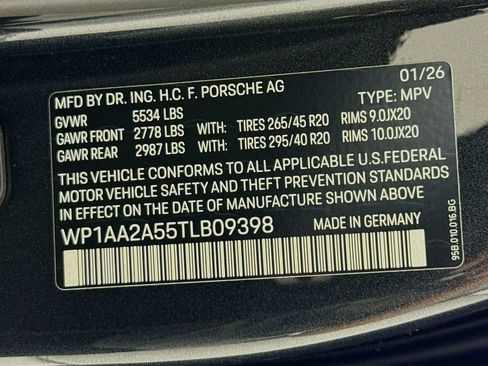 MFD BY DR. ING. H.C. F. PORSCHE AG 01/26
GVWR 5534 LBS TYPE: MPV
GAWR FRONT 2778 LBS WITH: TIRES 265/45 R20 RIMS 9.0JX20
GAWR REAR 2987 LBS WITH: TIRES 295/40 R20 RIMS 10.0JX20
THIS VEHICLE CONFORMS TO ALL APPLICABLE U.S.FEDERAL
MOTOR VEHICLE SAFETY AND THEFT PREVENTION STANDARDS
IN EFFECT ON THE DATE OF MANUFACTURE SHOWN ABOVE
WP1AA2A55TLB09398 MADE IN GERMANY
95B.010.016.BG